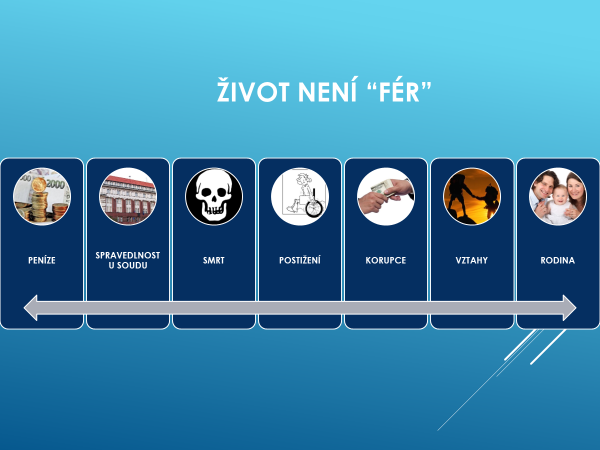 ŽIVOT NENÍ “FÉR”
PENÍZE
SPRAVEDLNOST
U SOUDU
SMRT
POSTIŽENÍ
KORUPCE
VZTAHY
RODINA